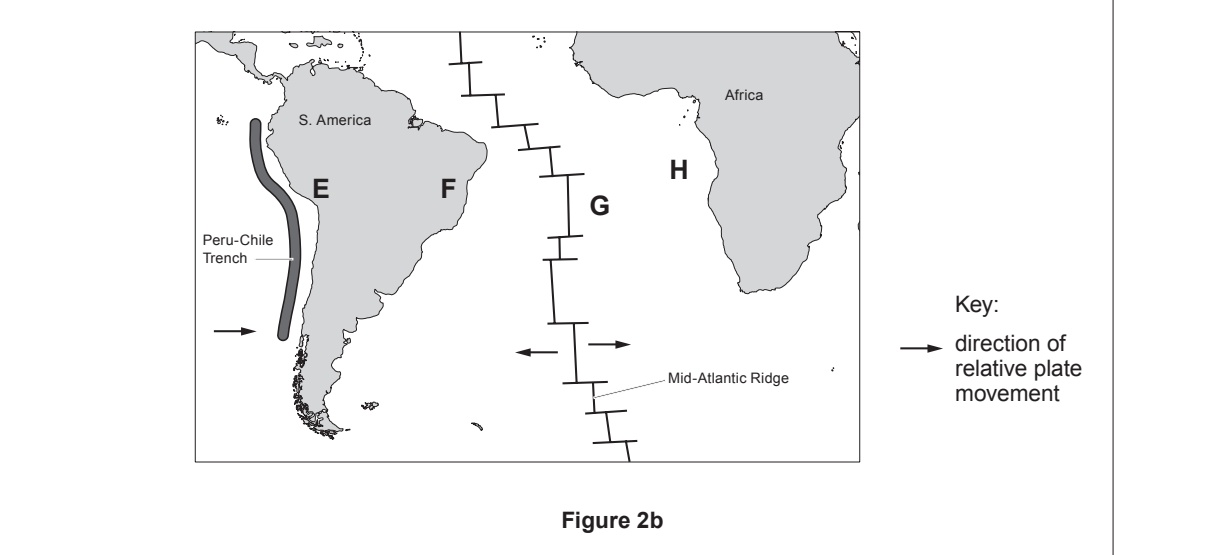 Africa
S. America
H
E
F
G
Peru-Chile
Trench
Key:
direction of
relative plate
movement
Mid-Atlantic Ridge
Figure 2b